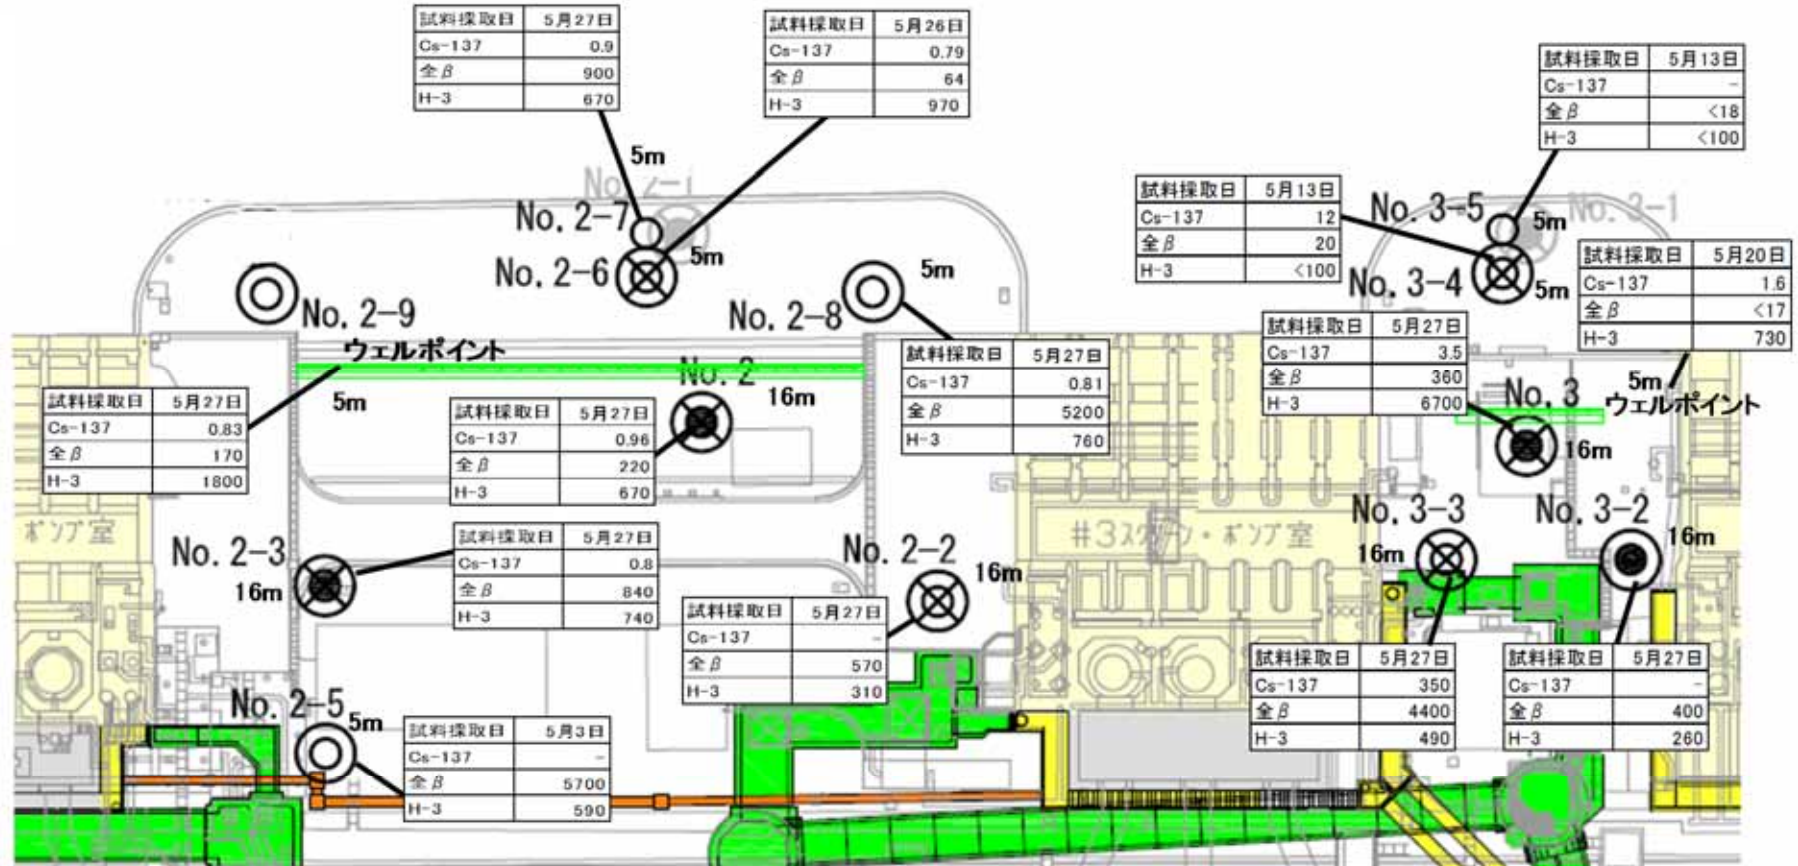 試料採取日 5月27日
Cs-137 0.9
全β 900
H-3 670
試料採取日 5月26日
Cs-137 0.79
全β 64
H-3 970
試料採取日 5月13日
Cs-137 -
全β <18
H-3 <100
試料採取日 5月13日
Cs-137 12
全β 20
H-3 <100
試料採取日 5月20日
Cs-137 1.6
全β <17
H-3 730
5m
No. 2-1
No. 2-7
No. 2-6
5m
5m
No. 2-9
No. 2-8
No. 3-5
5m
No. 3-1
No. 3-4
5m
ウェルポイント
5m
No. 2
16m
試料採取日 5月27日
Cs-137 0.83
全β 170
H-3 1800
試料採取日 5月27日
Cs-137 0.96
全β 220
H-3 670
試料採取日 5月27日
Cs-137 0.81
全β 5200
H-3 760
試料採取日 5月27日
Cs-137 3.5
全β 360
H-3 6700
No. 3
5m
ウェルポイント
16m
ポンプ室
No. 2-3
16m
試料採取日 5月27日
Cs-137 0.8
全β 840
H-3 740
No. 2-2
16m
#3スクリーン・ポンプ室
No. 3-3
16m
No. 3-2
16m
試料採取日 5月27日
Cs-137 -
全β 570
H-3 310
試料採取日 5月27日
Cs-137 350
全β 4400
H-3 490
試料採取日 5月27日
Cs-137 -
全β 400
H-3 260
No. 2-5
5m
試料採取日 5月3日
Cs-137 -
全β 5700
H-3 590